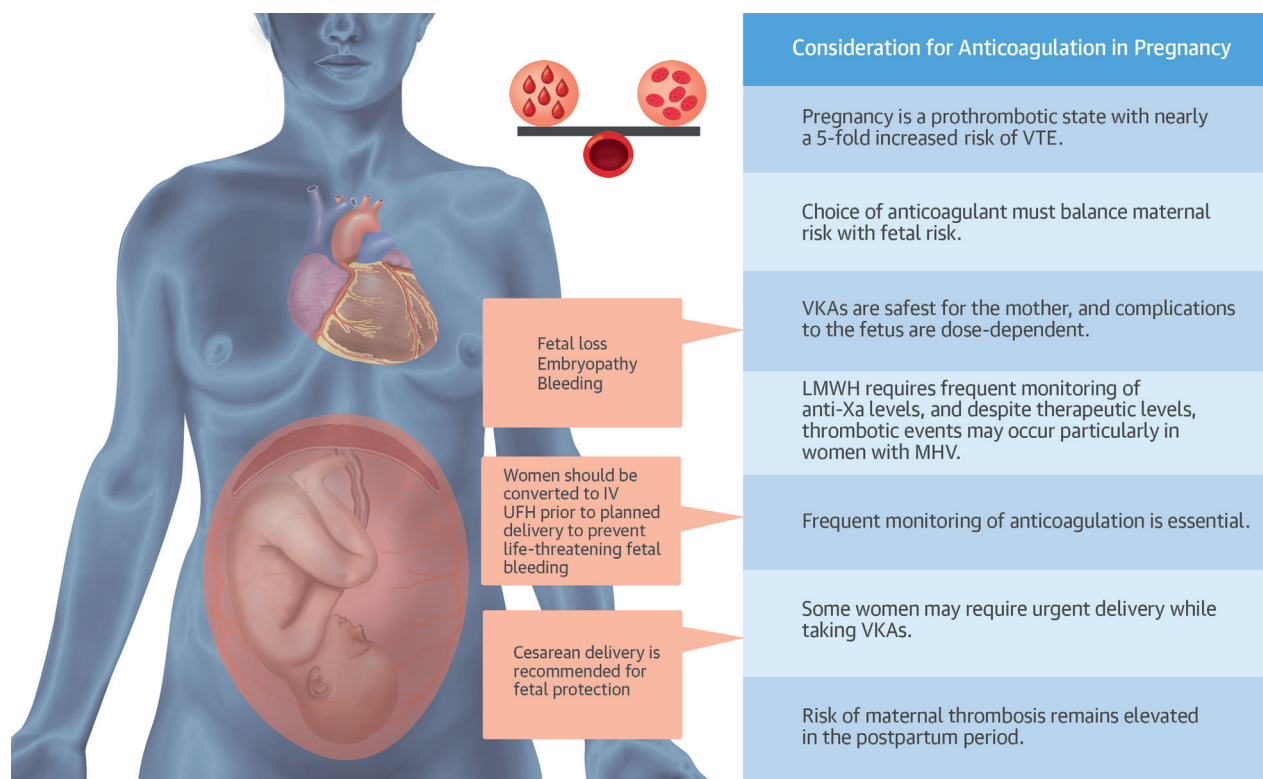 Consideration for Anticoagulation in Pregnancy
Pregnancy is a prothrombotic state with nearly
a 5-fold increased risk of VTE.
Choice of anticoagulant must balance maternal
risk with fetal risk.
Fetal loss
Embryopathy
Bleeding
VKAs are safest for the mother, and complications
to the fetus are dose-dependent.
LMWH requires frequent monitoring of
anti-Xa levels, and despite therapeutic levels,
thrombotic events may occur particularly in
women with MHV.
Women should be
converted to IV
UFH prior to planned
delivery to prevent
life-threatening fetal
bleeding
Frequent monitoring of anticoagulation is essential.
Cesarean delivery is
recommended for
fetal protection
Some women may require urgent delivery while
taking VKAs.
Risk of maternal thrombosis remains elevated
in the postpartum period.